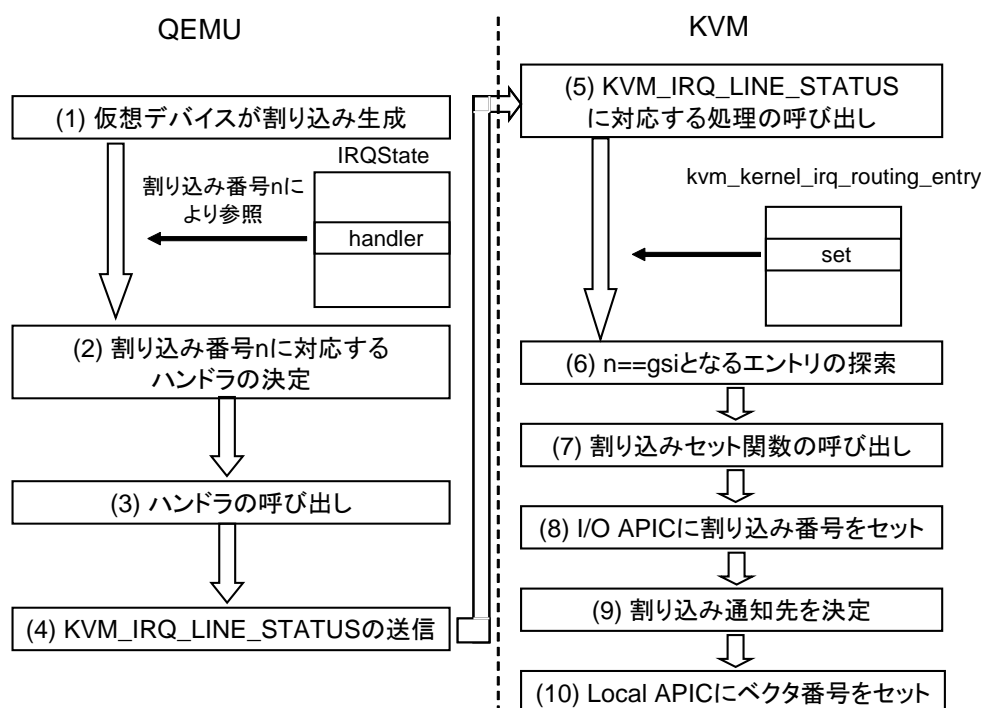 QEMU
(1) 仮想デバイスが割り込み生成
IRQState
割り込み番号nに
より参照
handler
(2) 割り込み番号nに対応する
ハンドラの決定
(3) ハンドラの呼び出し
(4) KVM_IRQ_LINE_STATUSの送信
KVM
(5) KVM_IRQ_LINE_STATUS
に対応する処理の呼び出し
kvm_kernel_irq_routing_entry
set
(6) n==gsiとなるエントリの探索
(7) 割り込みセット関数の呼び出し
(8) I/O APICに割り込み番号をセット
(9) 割り込み通知先を決定
(10) Local APICにベクタ番号をセット